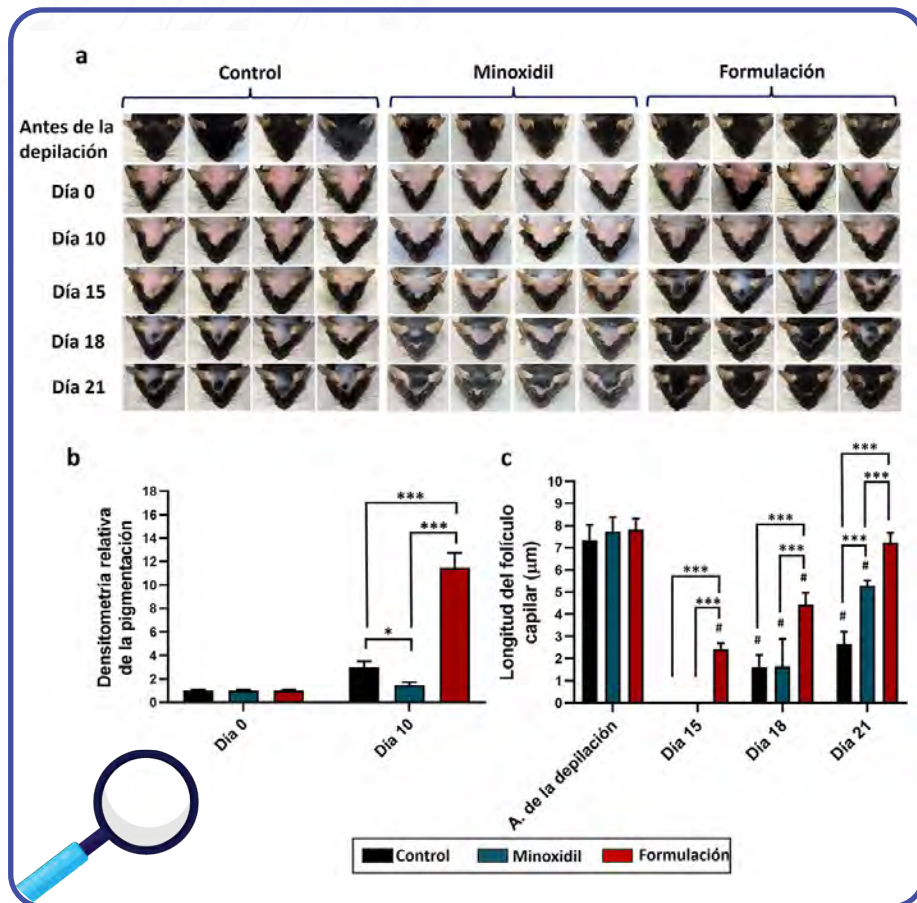 a
Control Minoxidil Formulación
Antes de la
depilación
Día 0
Día 10
Día 15
Día 18
Día 21
b
Densitometria relativa
de la pigmentación
18
16
14
12
10
8
6
4
2
0
***
***
*
Día 0 Día 10
c
Longitud del folículo
capilar (μm)
10
9
8
7
6
5
4
3
2
1
0
***
***
#
***
***
#
#
#
***
***
***
#
#
A. de la depilación Día 15 Día 18 Día 21
Control Minoxidil Formulación